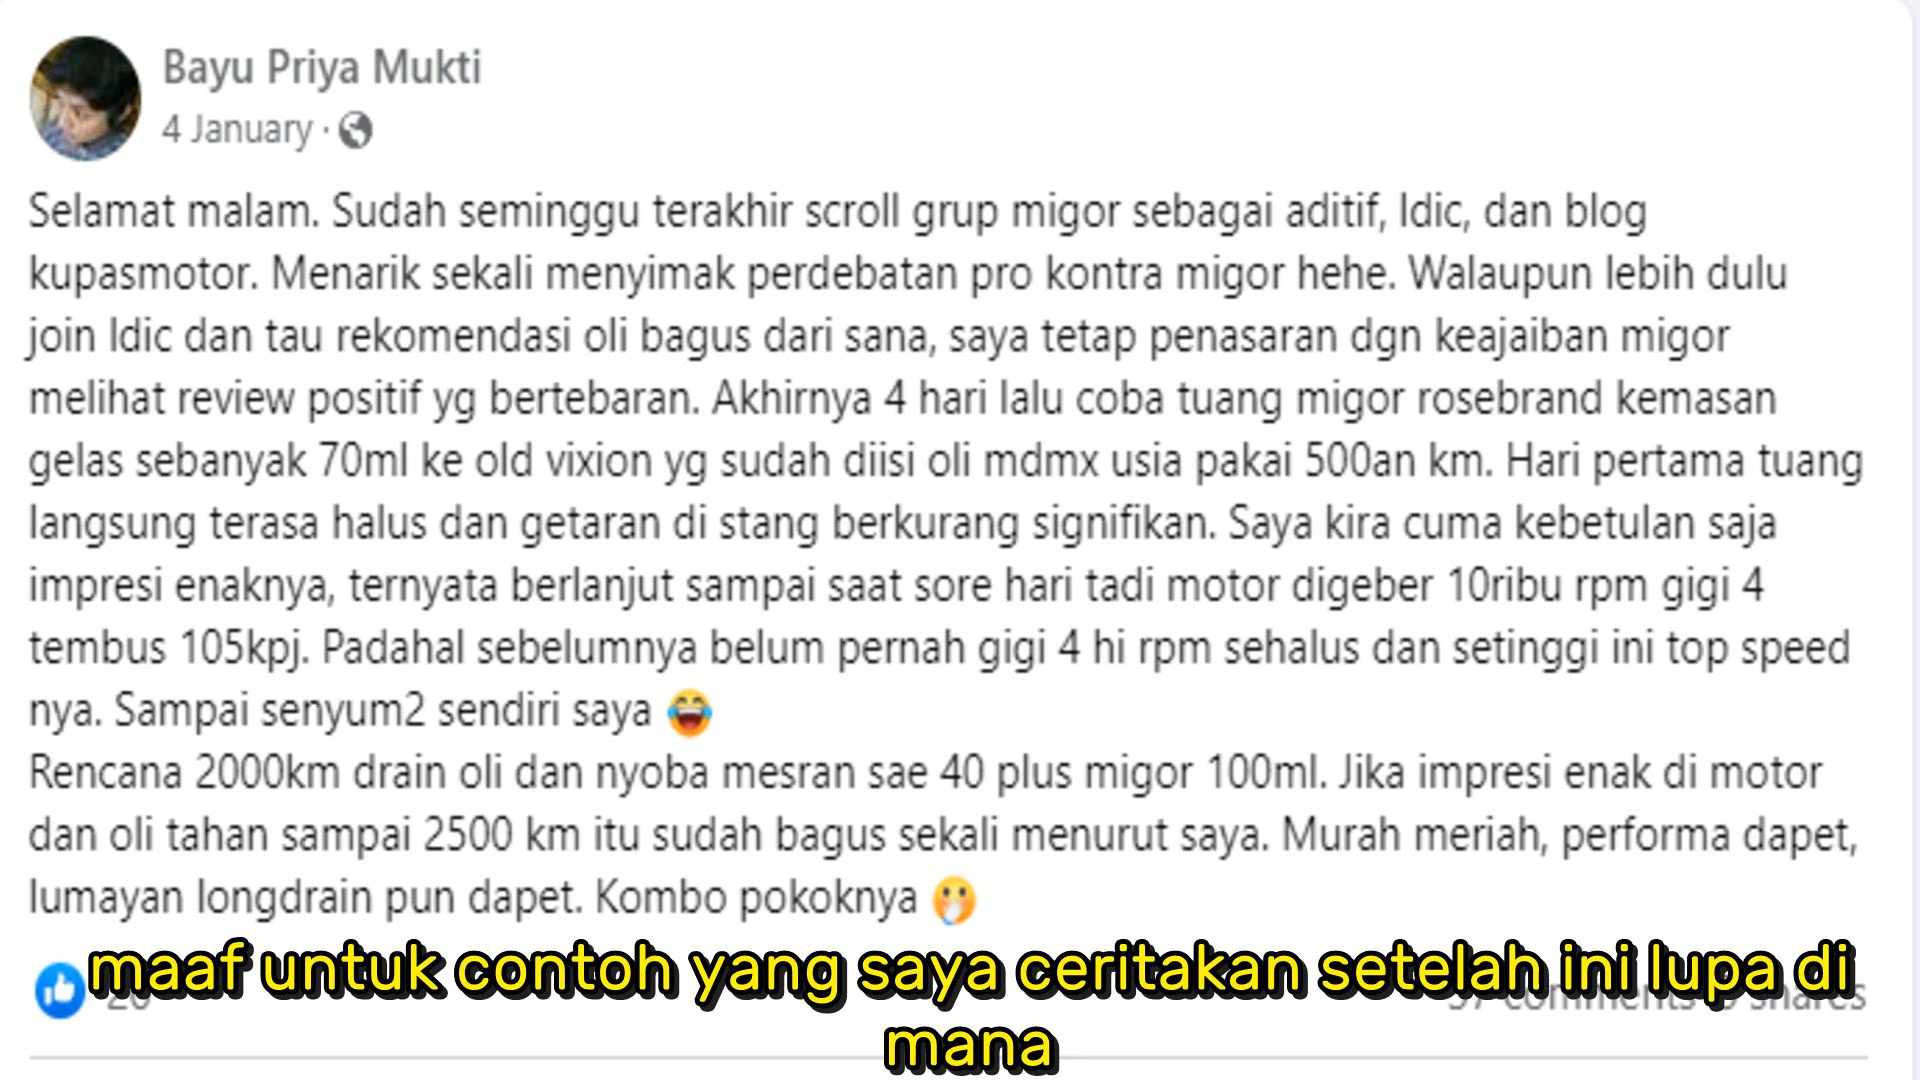 Bayu Priya Mukti
4 January ·
Selamat malam. Sudah seminggu terakhir scroll grup migor sebagai aditif, ldic, dan blog
kupasmotor. Menarik sekali menyimak perdebatan pro kontra migor hehe. Walaupun lebih dulu
join ldic dan tau rekomendasi oli bagus dari sana, saya tetap penasaran dgn keajaiban migor
melihat review positif yg bertebaran. Akhirnya 4 hari lalu coba tuang migor rosebrand kemasan
gelas sebanyak 70ml ke old vixion yg sudah diisi oli mdmx usia pakai 500an km. Hari pertama tuang
langsung terasa halus dan getaran di stang berkurang signifikan. Saya kira cuma kebetulan saja
impresi enaknya, ternyata berlanjut sampai saat sore hari tadi motor digeber 10ribu rpm gigi 4
tembus 105kpj. Padahal sebelumnya belum pernah gigi 4 hi rpm sehalus dan setinggi ini top speed
nya. Sampai senyum2 sendiri saya 😂
Rencana 2000km drain oli dan nyoba mesran sae 40 plus migor 100ml. Jika impresi enak di motor
dan oli tahan sampai 2500 km itu sudah bagus sekali menurut saya. Murah meriah, performa dapet,
lumayan longdrain pun dapet. Kombo pokoknya 🤭
maaf untuk contoh yang saya ceritakan setelah ini lupa di
mana
comments
shares